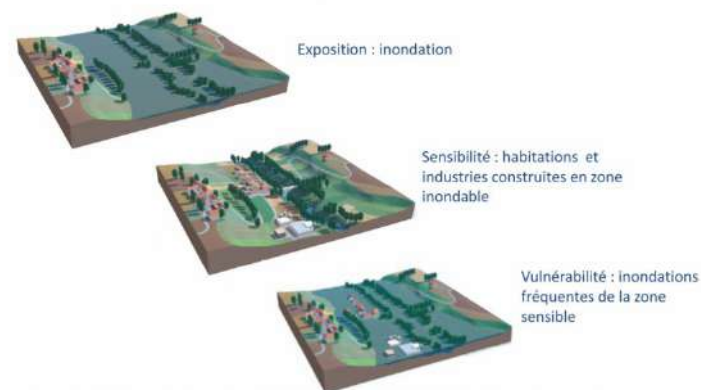 Exposition : inondation
Sensibilité : habitations et
industries construites en zone
inondable
Vulnérabilité : inondations
fréquentes de la zone
sensible